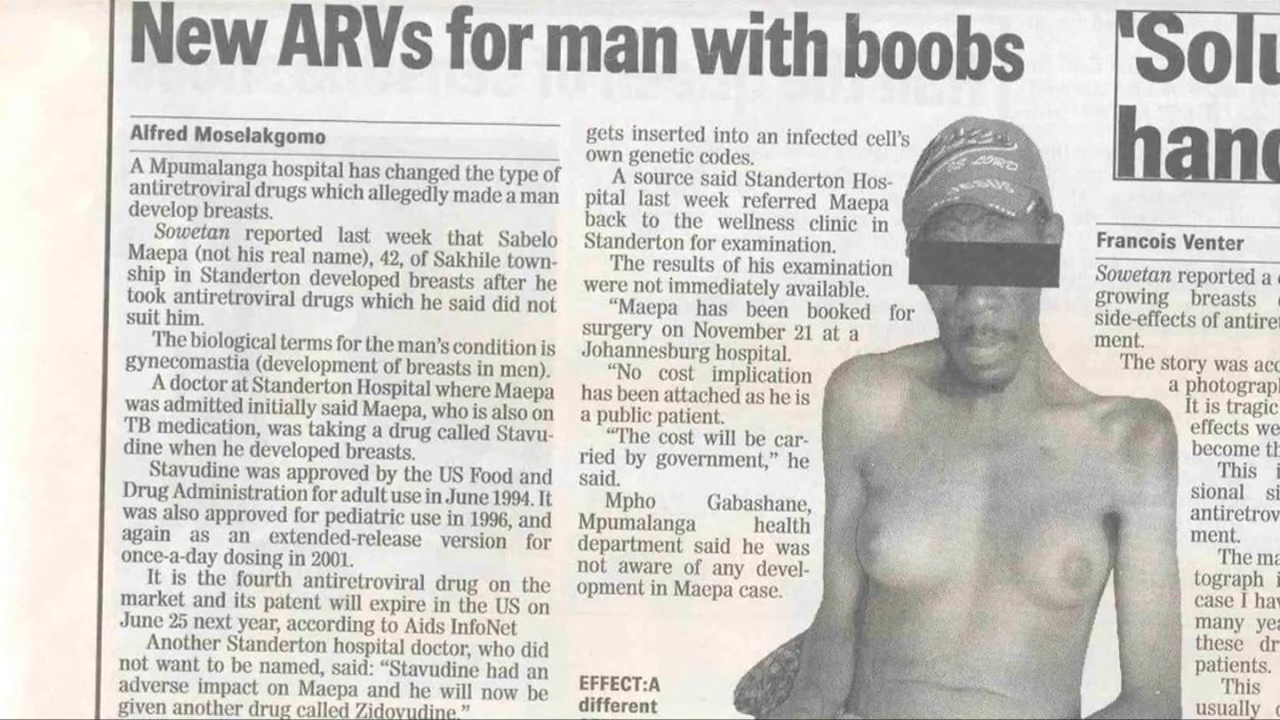 New ARVs for man with boobs
Alfred Moselakgomo
A Mpumalanga hospital has changed the type of
antiretroviral drugs which allegedly made a man
develop breasts.
Sowetan reported last week that Sabelo
Maepa (not his real name), 42, of Sakhile town-
ship in Standerton developed breasts after he
took antiretroviral drugs which he said did not
suit him.
The biological terms for the man's condition is
gynecomastia (development of breasts in men).
A doctor at Standerton Hospital where Maepa
was admitted initially said Maepa, who is also on
TB medication, was taking a drug called Stavu-
dine when he developed breasts.
Stavudine was approved by the US Food and
Drug Administration for adult use in June 1994. It
was also approved for pediatric use in 1996, and
again as an extended-release version for
once-a-day dosing in 2001.
It is the fourth antiretroviral drug on the
market and its patent will expire in the US on
June 25 next year, according to Aids InfoNet
Another Standerton hospital doctor, who did
not want to be named, said: “Stavudine had an
adverse impact on Maepa and he will now be
given another drug called Zidovudine.”
gets inserted into an infected cell's
own genetic codes.
A source said Standerton Hos-
pital last week referred Maepa
back to the wellness clinic in
Standerton for examination.
The results of his examination
were not immediately available.
“Maepa has been booked for
surgery on November 21 at a
Johannesburg hospital.
“No cost implication
has been attached as he is
a public patient.
“The cost will be car-
ried by government,” he
said.
Mpho Gabashane,
Mpumalanga health
department said he was
not aware of any devel-
opment in Maepa case.
EFFECT:A
different
IS LORD
JESUS
‘Solu
hand
Francois Venter
Sowetan reported a
growing breasts
side-effects of antire
ment.
The story was acc
a photograp
It is tragic
effects we
become th
This i
sional si
antiretrov
ment.
The ma
tograph i
case I hav
many yea
these dr
patients.
This
usually